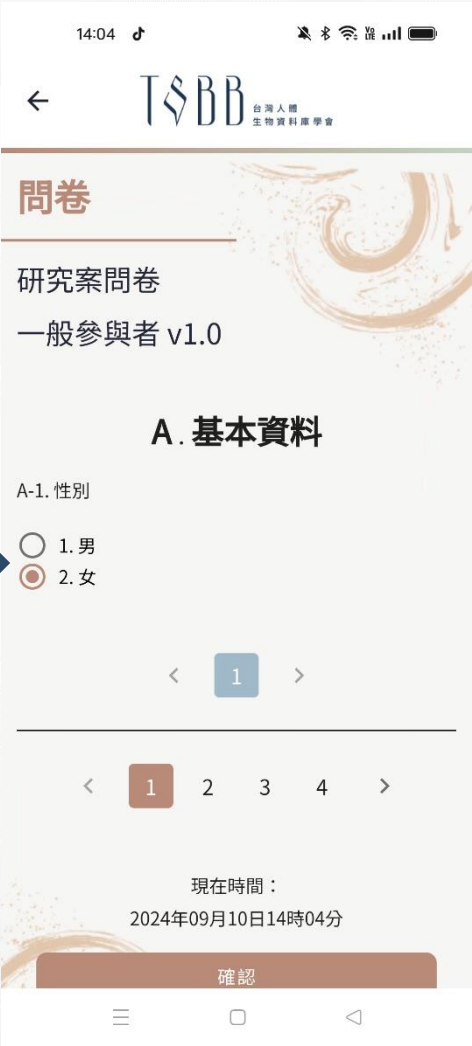 14:04
TSBB
台灣人體
生物資料庫學會
問卷
研究案問卷
一般參與者 v1.0
A. 基本資料
A-1. 性別
1. 男
2. 女
< 1 >
< 1 2 3 4 >
現在時間：
2024年09月10日14時04分
確認